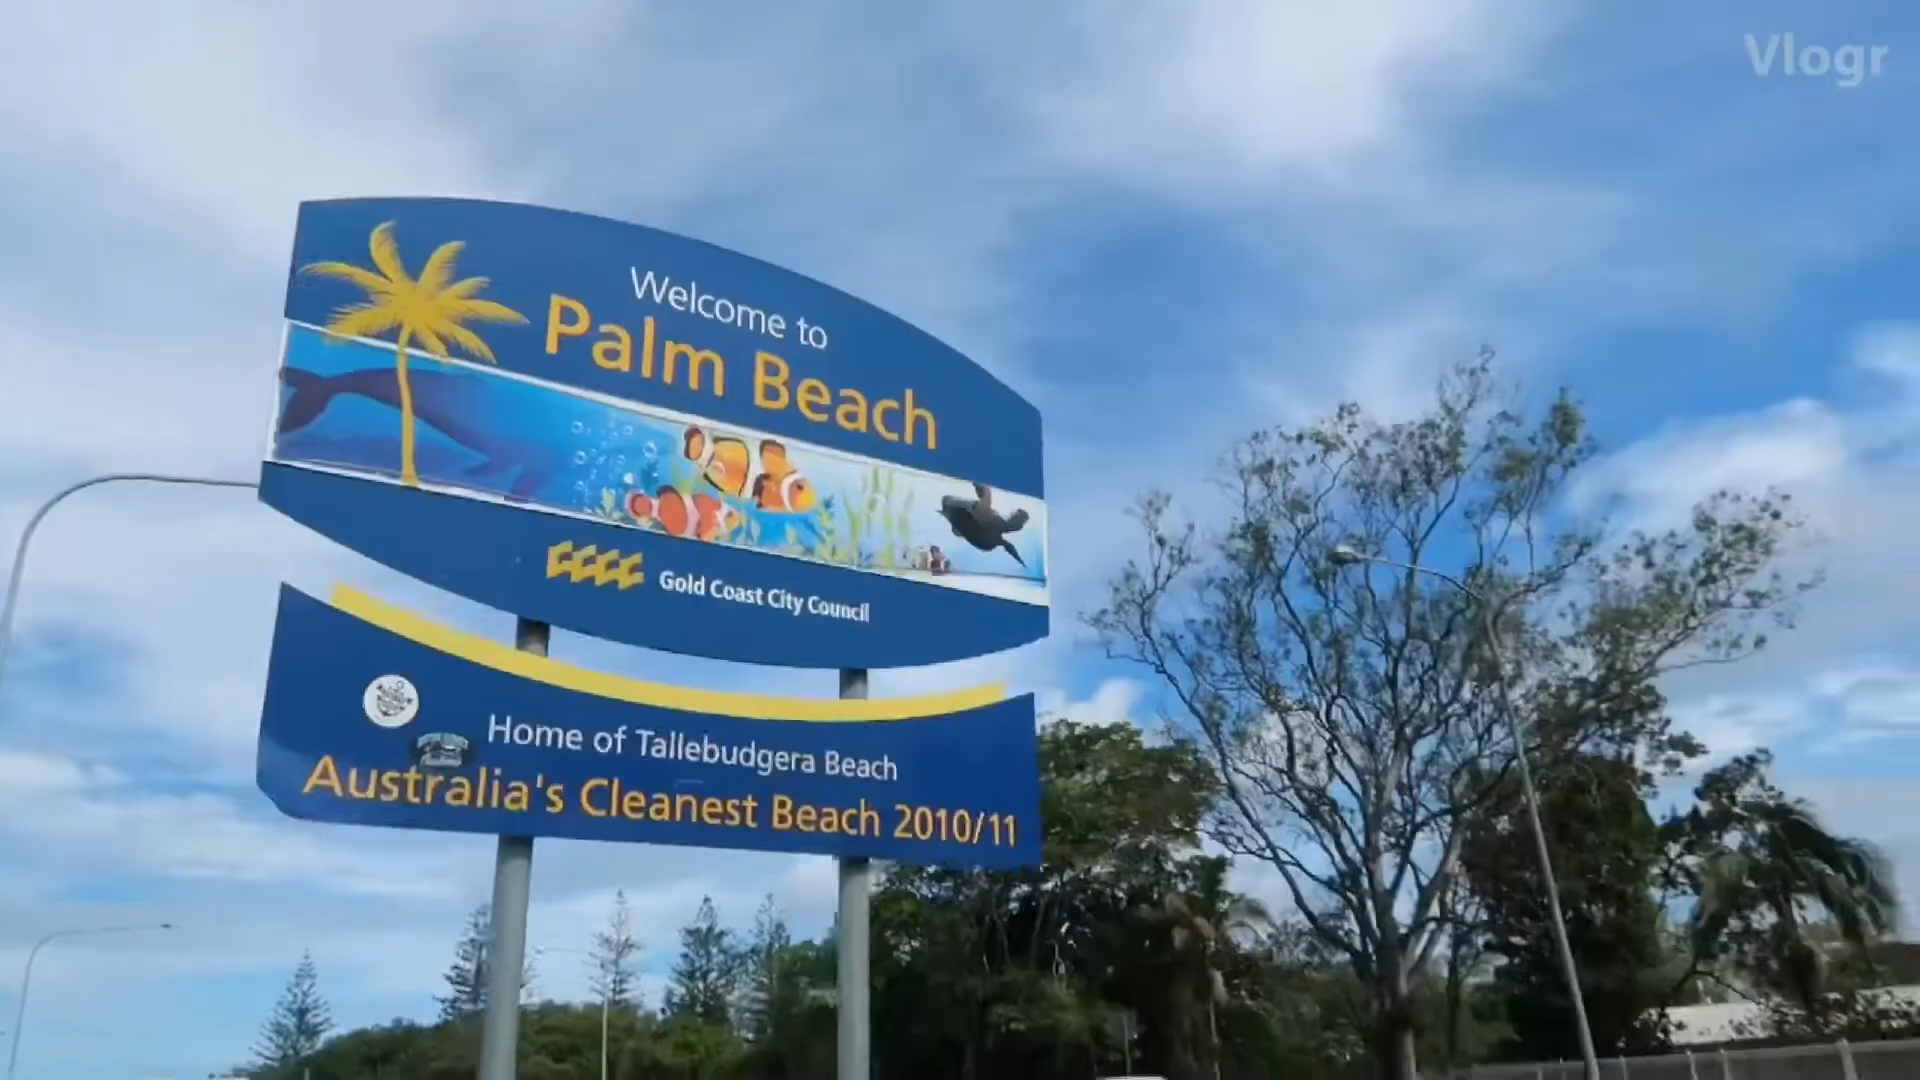 Vlogr
Welcome to
Palm Beach
Gold Coast City Council
Home of Tallebudgera Beach
Australia's Cleanest Beach 2010/11